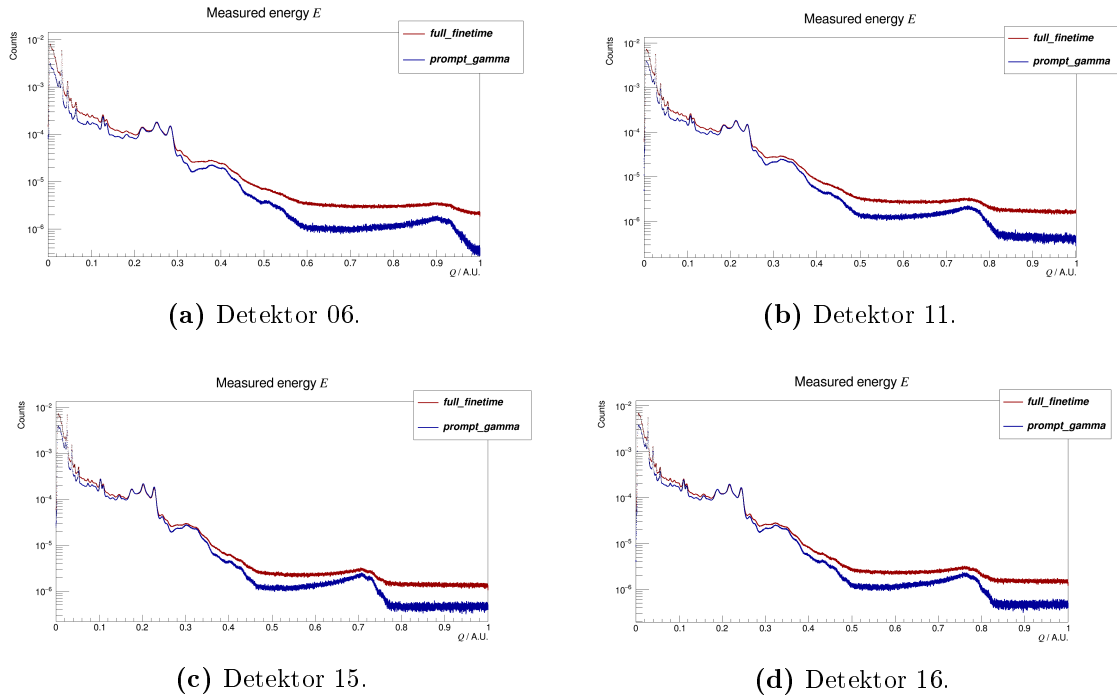 Measured energy E
Counts
full_finetime
prompt_gamma
10⁻²
10⁻³
10⁻⁴
10⁻⁵
10⁻⁶
0 0.1 0.2 0.3 0.4 0.5 0.6 0.7 0.8 0.9 1
Q / A.U.
(a) Detektor 06.
Measured energy E
Counts
full_finetime
prompt_gamma
10⁻²
10⁻³
10⁻⁴
10⁻⁵
10⁻⁶
0 0.1 0.2 0.3 0.4 0.5 0.6 0.7 0.8 0.9 1
Q / A.U.
(b) Detektor 11.
Measured energy E
Counts
full_finetime
prompt_gamma
10⁻²
10⁻³
10⁻⁴
10⁻⁵
10⁻⁶
0 0.1 0.2 0.3 0.4 0.5 0.6 0.7 0.8 0.9 1
Q / A.U.
(c) Detektor 15.
Measured energy E
Counts
full_finetime
prompt_gamma
10⁻²
10⁻³
10⁻⁴
10⁻⁵
10⁻⁶
0 0.1 0.2 0.3 0.4 0.5 0.6 0.7 0.8 0.9 1
Q / A.U.
(d) Detektor 16.